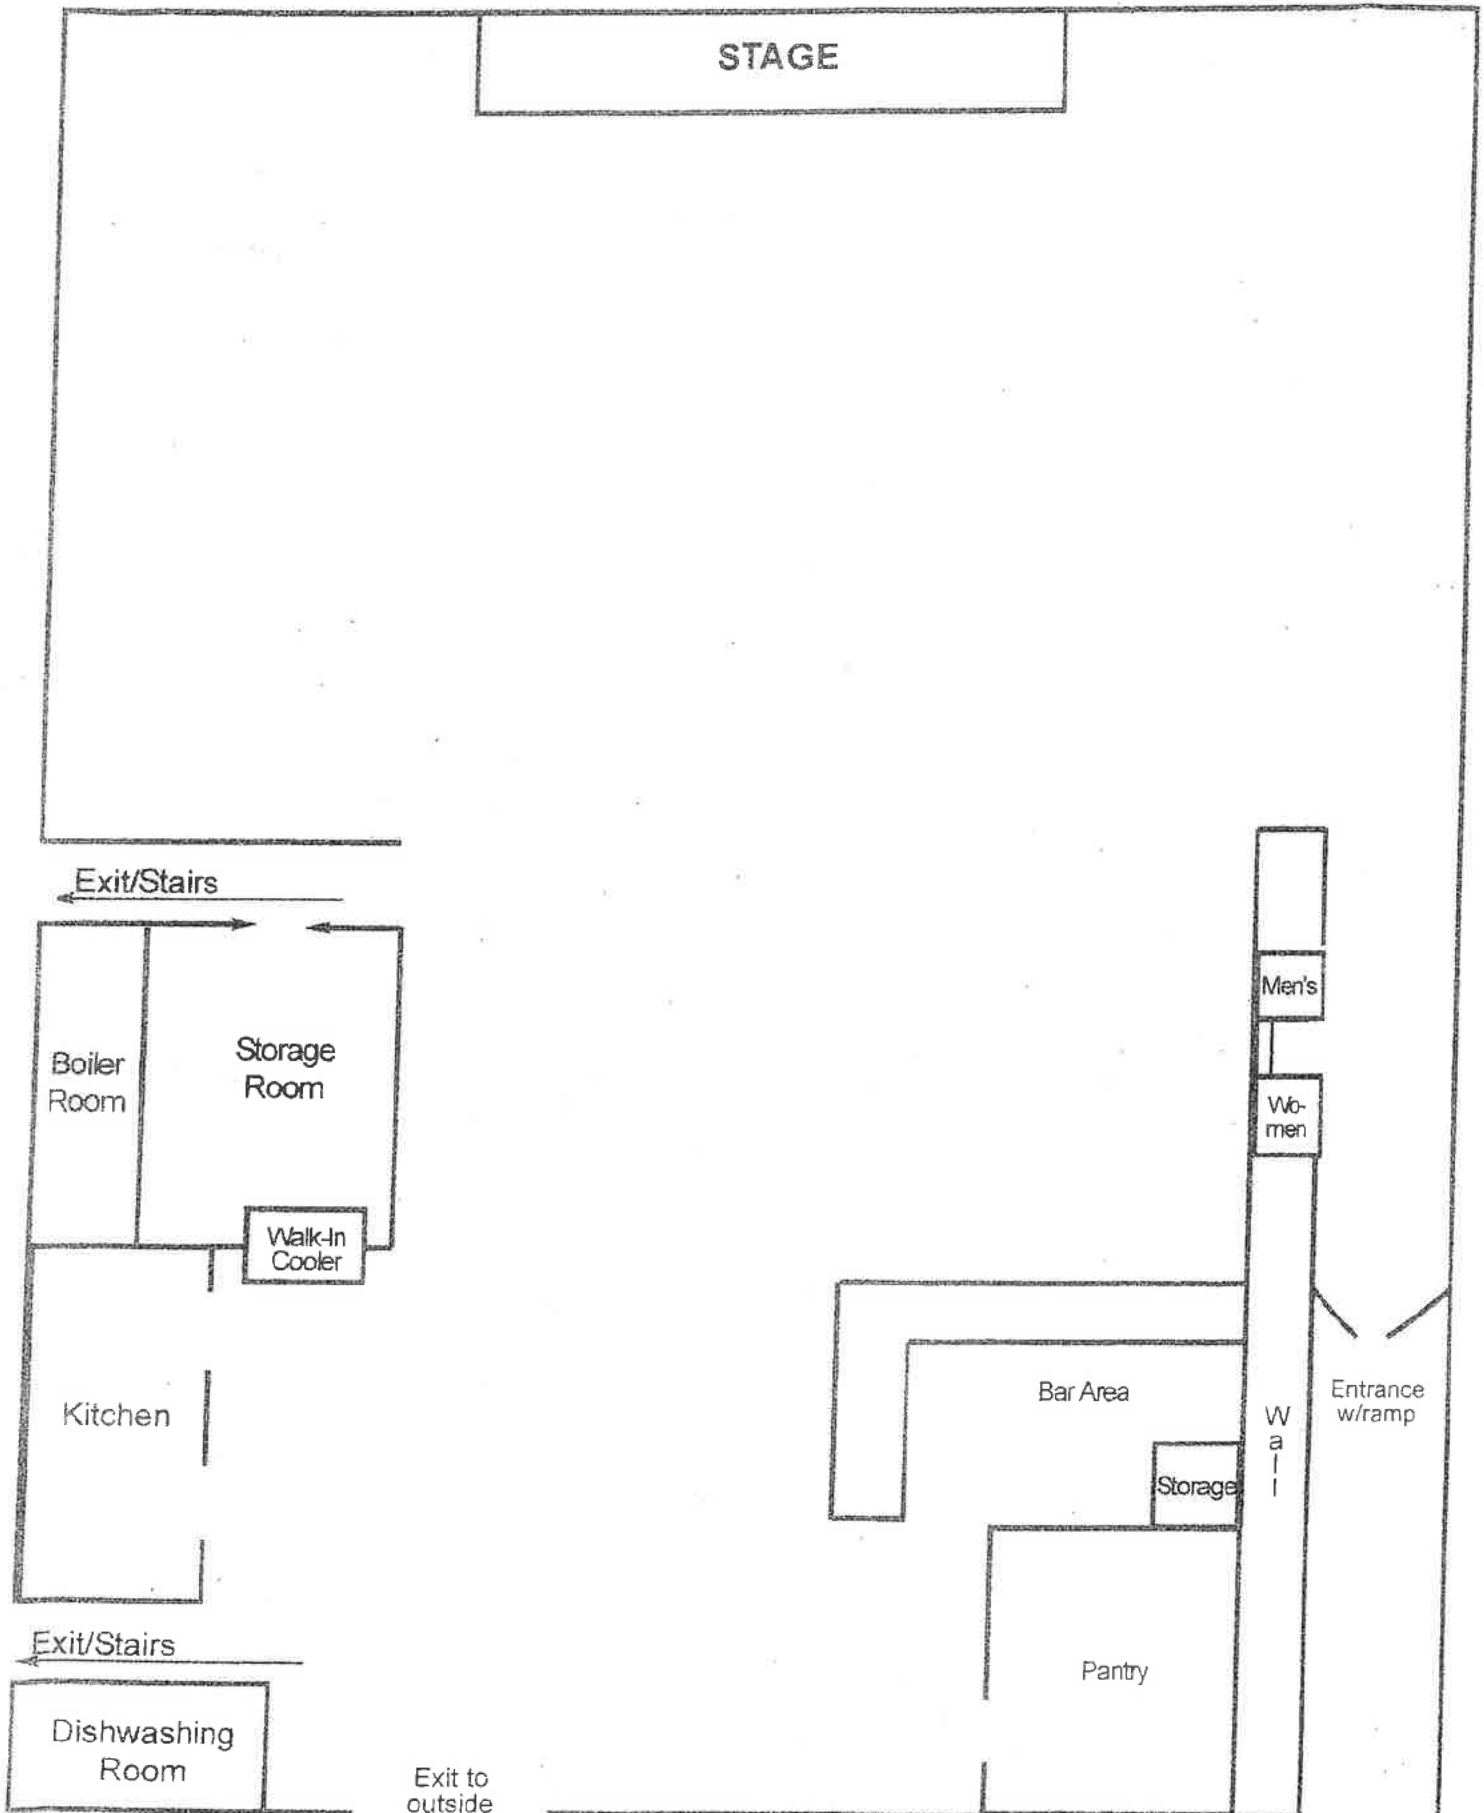 STAGE
Exit/Stairs
Boiler
Room
Storage
Room
Men's
Wo-
men
Walk-In
Cooler
Kitchen
Bar Area
Storage
W
a
l
l
Entrance
w/ramp
Exit/Stairs
Pantry
Dishwashing
Room
Exit to
outside